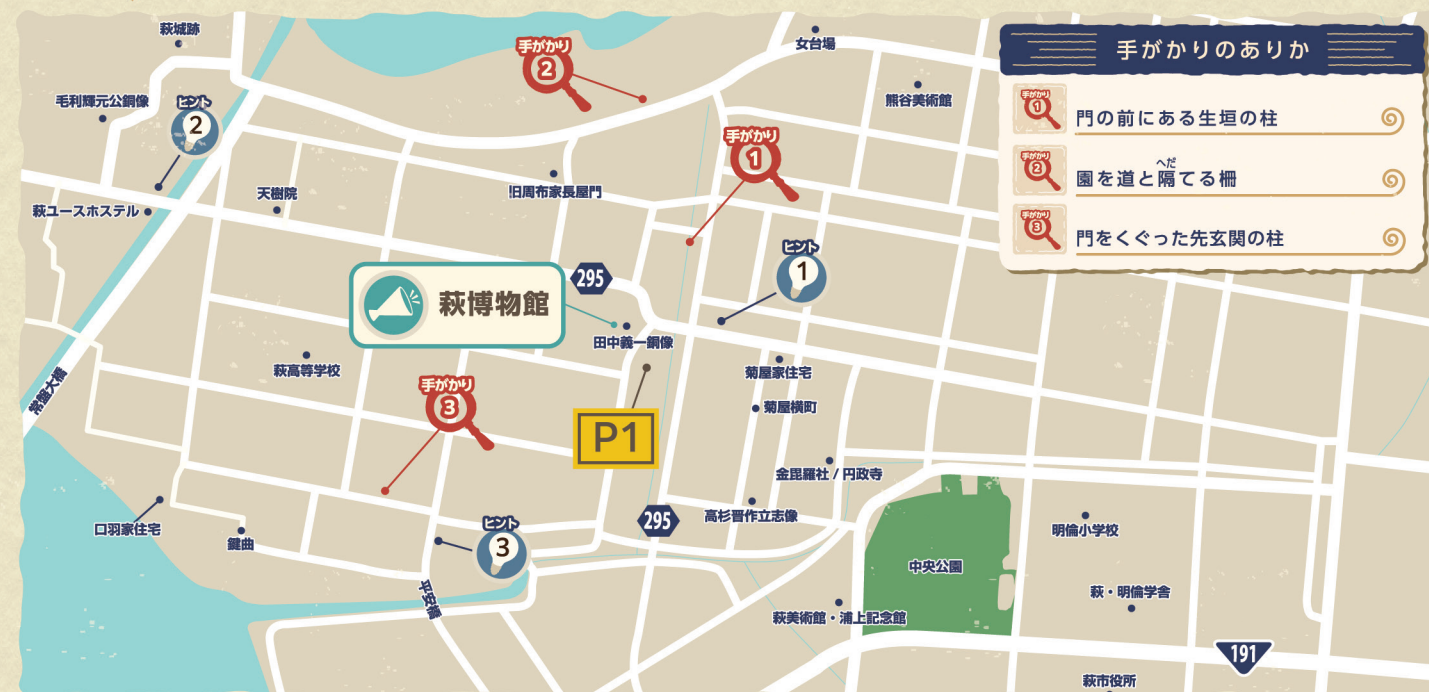 萩城跡
女台場
手がかり
2
手がかりのありか
毛利輝元公銅像
ヒント
2
熊谷美術館
手がかり
1
門の前にある生垣の柱
手がかり
1
手がかり
2
へだ
園を道と隔てる柵
手がかり
3
門をくぐった先玄関の柱
天樹院
旧周布家長屋門
萩ユースホステル
ヒント
1
295
萩博物館
田中義一銅像
萩高等学校
菊屋家住宅
常盤大橋
手がかり
3
菊屋横町
P1
金毘羅社 / 円政寺
口羽家住宅
鍵曲
ヒント
3
295
高杉晋作立志像
明倫小学校
中央公園
平安橋
萩・明倫学舎
萩美術館・浦上記念館
191
萩市役所